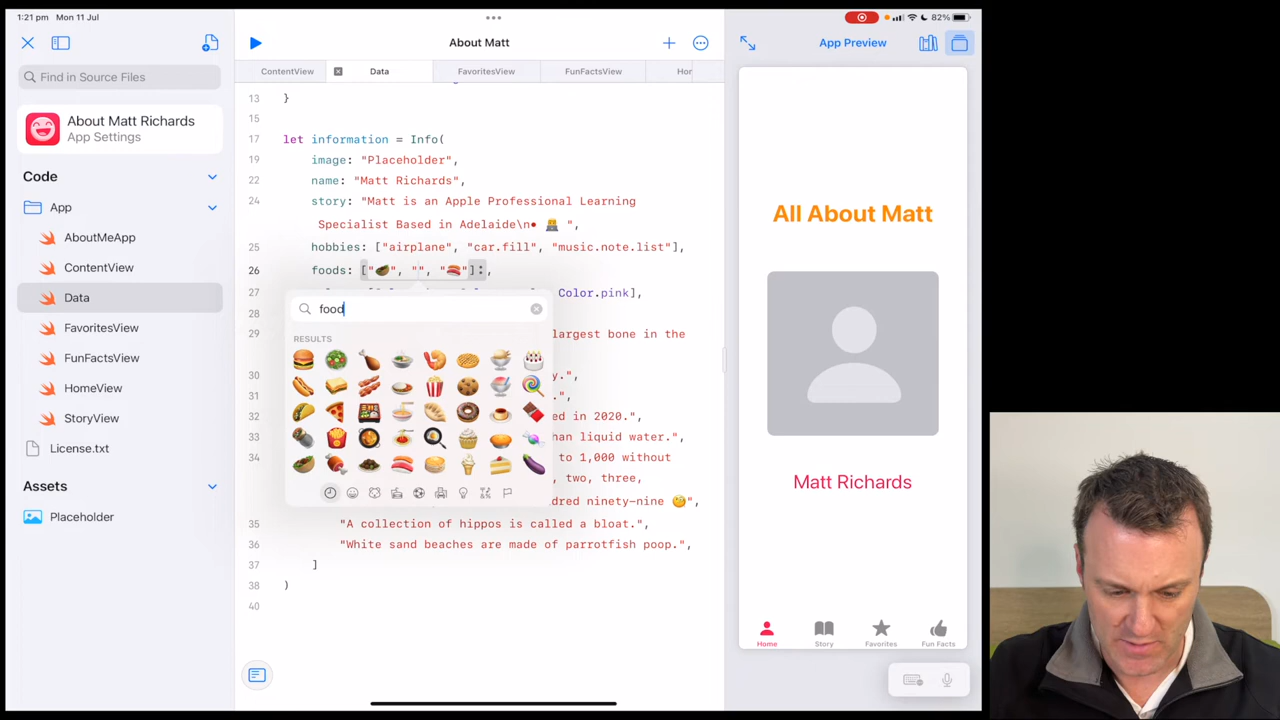 1:21 pm Mon 11 Jul
82%
About Matt
App Preview
Find in Source Files
ContentView
Data
FavoritesView
FunFactsView
Hor
About Matt Richards
App Settings
Code
App
AboutMeApp
ContentView
Data
FavoritesView
FunFactsView
HomeView
StoryView
License.txt
Assets
Placeholder
13 }
15
17 let information = Info(
19 image: "Placeholder",
22 name: "Matt Richards",
24 story: "Matt is an Apple Professional Learning
Specialist Based in Adelaide\n• 👨‍💻 ",
25 hobbies: ["airplane", "car.fill", "music.note.list"],
26 foods: ["🥙", "", "🍣"],
27 Color.pink],
28
29 largest bone in the
30 y.",
31 .",
32 ed in 2020.",
33 han liquid water.",
34 to 1,000 without
, two, three,
dred ninety-nine 🧐",
35 "A collection of hippos is called a bloat.",
36 "White sand beaches are made of parrotfish poop.",
37 ]
38 )
40
food
RESULTS
All About Matt
Matt Richards
Home
Story
Favorites
Fun Facts